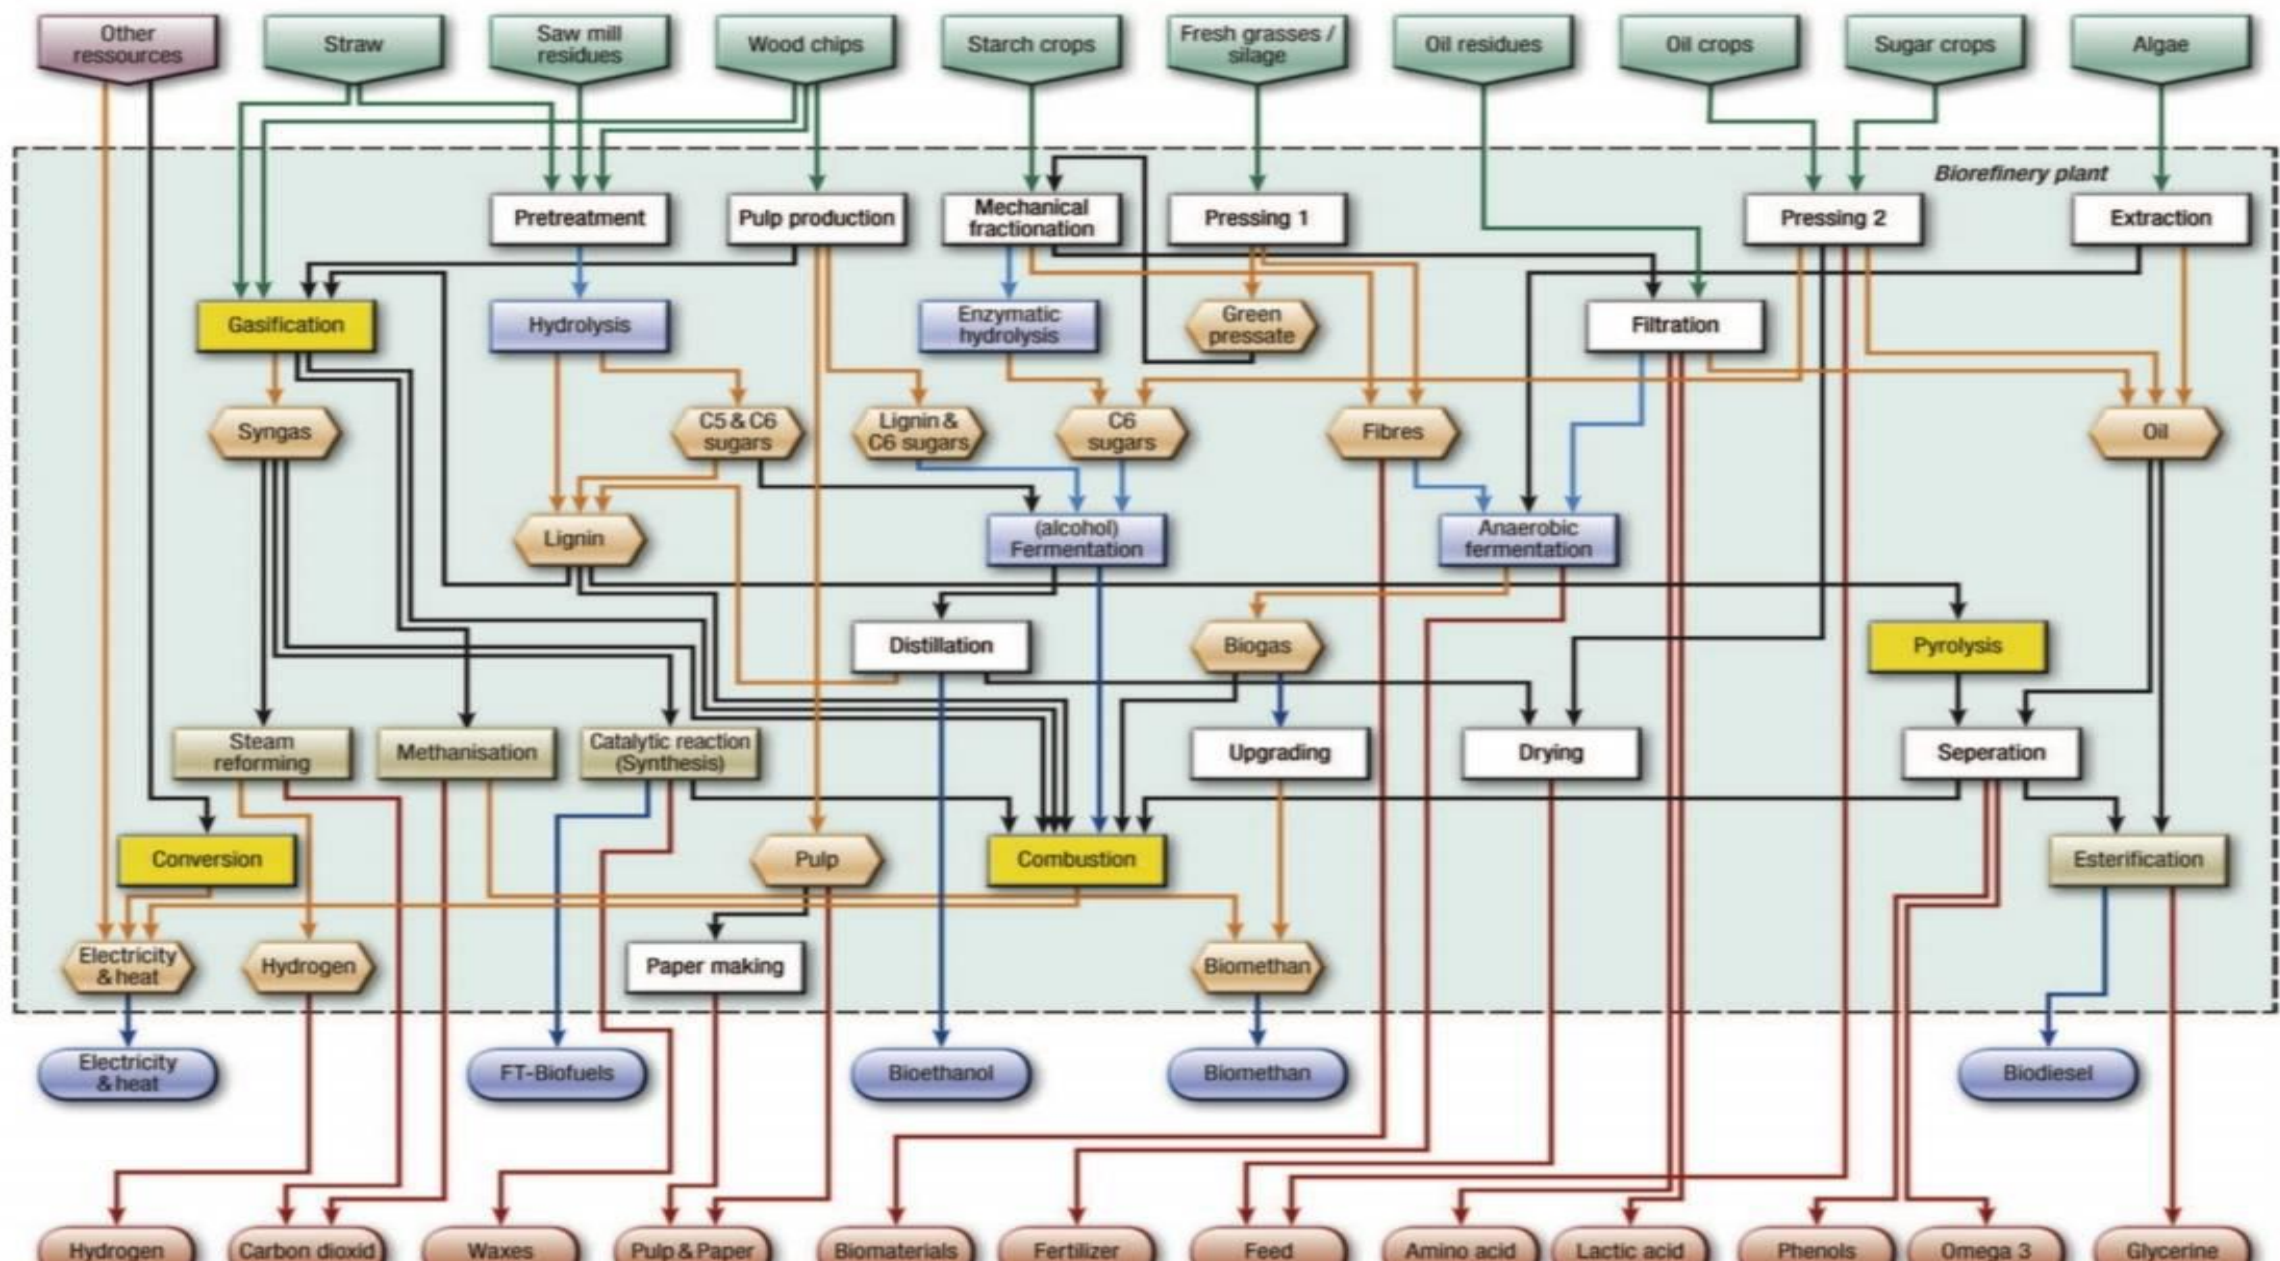 Other
ressources
Straw
Saw mill
residues
Wood chips
Starch crops
Fresh grasses /
silage
Oil residues
Oil crops
Sugar crops
Algae
Biorefinery plant
Pretreatment
Pulp production
Mechanical
fractionation
Pressing 1
Pressing 2
Extraction
Gasification
Hydrolysis
Enzymatic
hydrolysis
Green
pressate
Filtration
Syngas
C5 & C6
sugars
Lignin &
C6 sugars
C6
sugars
Fibres
Oil
Lignin
(alcohol)
Fermentation
Anaerobic
fermentation
Distillation
Biogas
Pyrolysis
Steam
reforming
Methanisation
Catalytic reaction
(Synthesis)
Upgrading
Drying
Seperation
Conversion
Pulp
Combustion
Esterification
Electricity
& heat
Hydrogen
Paper making
Biomethan
Electricity
& heat
FT-Biofuels
Bioethanol
Biomethan
Biodiesel
Hydrogen
Carbon dioxid
Waxes
Pulp & Paper
Biomaterials
Fertilizer
Feed
Amino acid
Lactic acid
Phenols
Omega 3
Glycerine